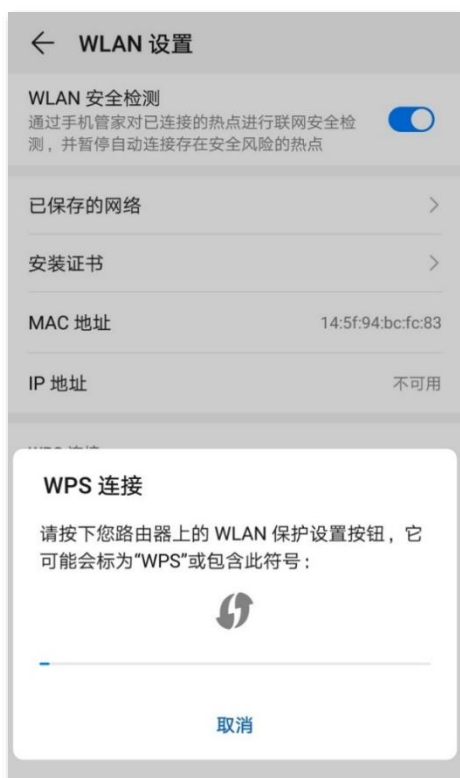 ← WLAN 设置
WLAN 安全检测
通过手机管家对已连接的热点进行联网安全检
测，并暂停自动连接存在安全风险的热点
已保存的网络
安装证书
MAC 地址 14:5f:94:bc:fc:83
IP 地址 不可用
WPS 连接
请按下您路由器上的 WLAN 保护设置按钮，它
可能会标为“WPS”或包含此符号：
取消